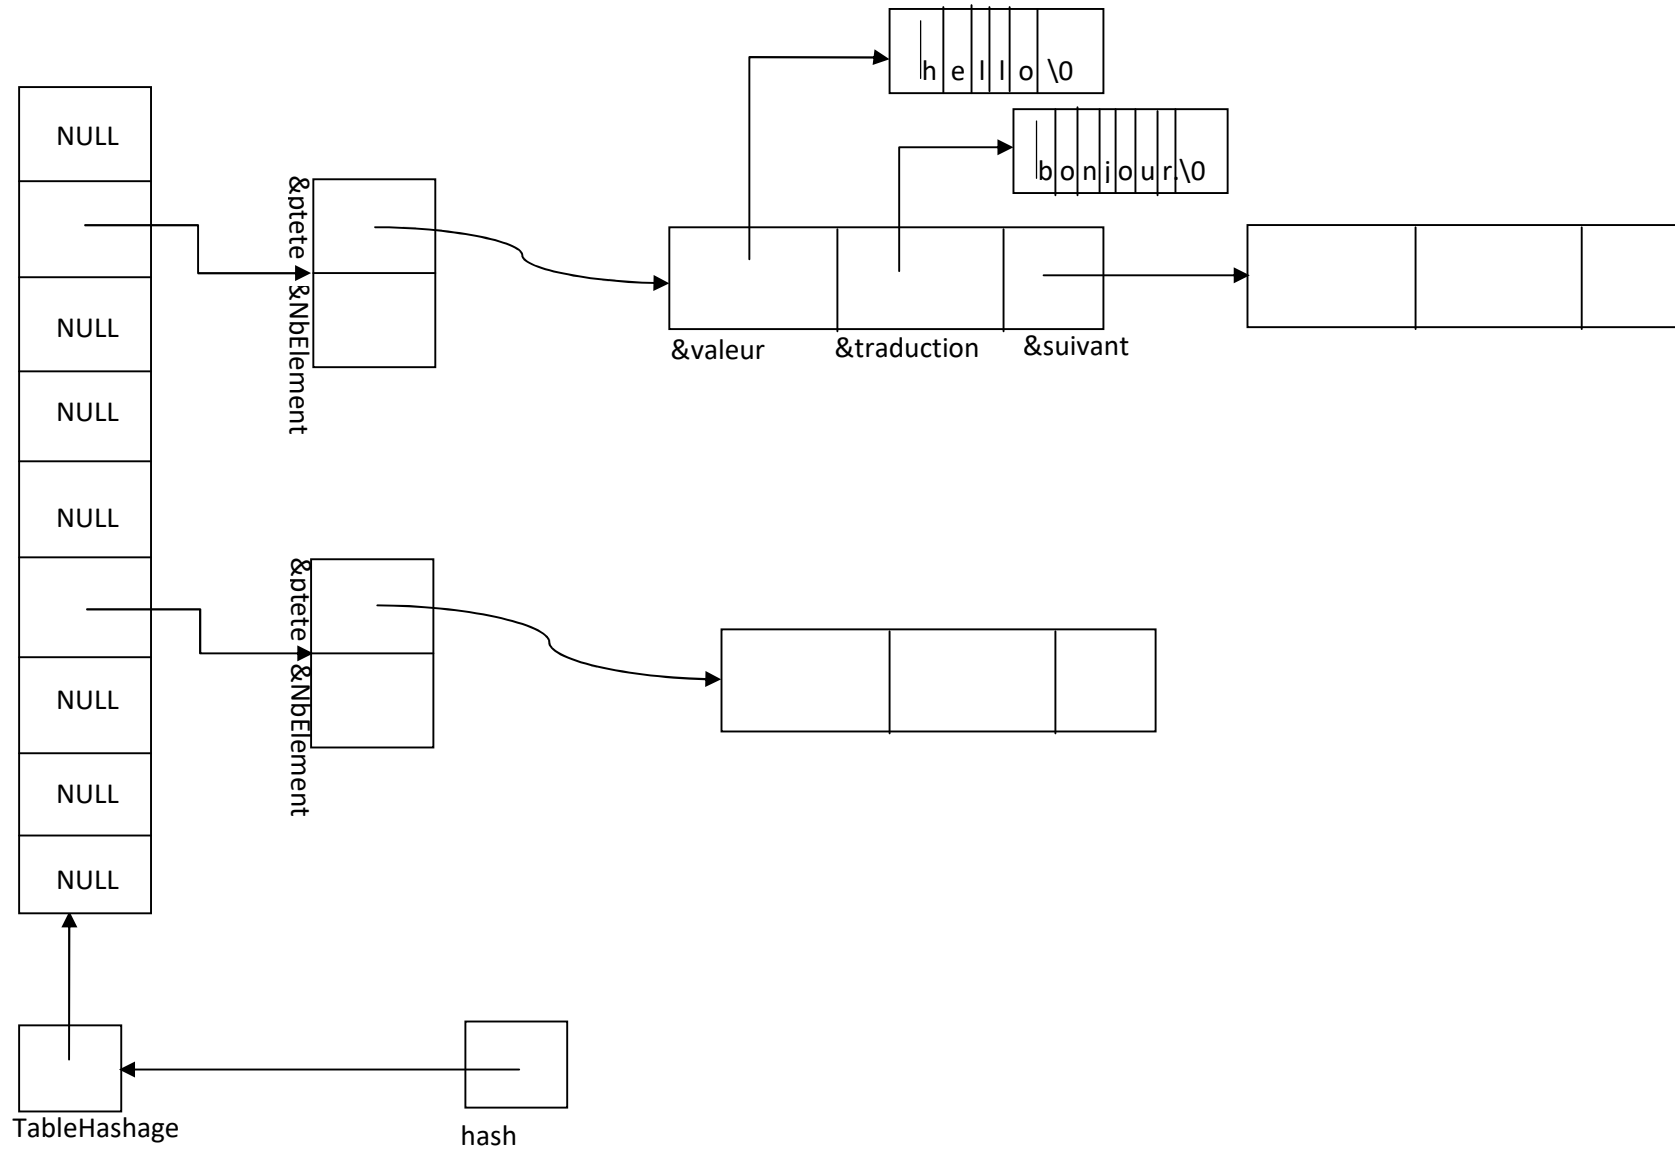 h e l l o \0
NULL
b o n j o u r \0
&ptete &NbElement
NULL
&valeur &traduction &suivant
NULL
NULL
&ptete &NbElement
NULL
NULL
NULL
TableHashage
hash